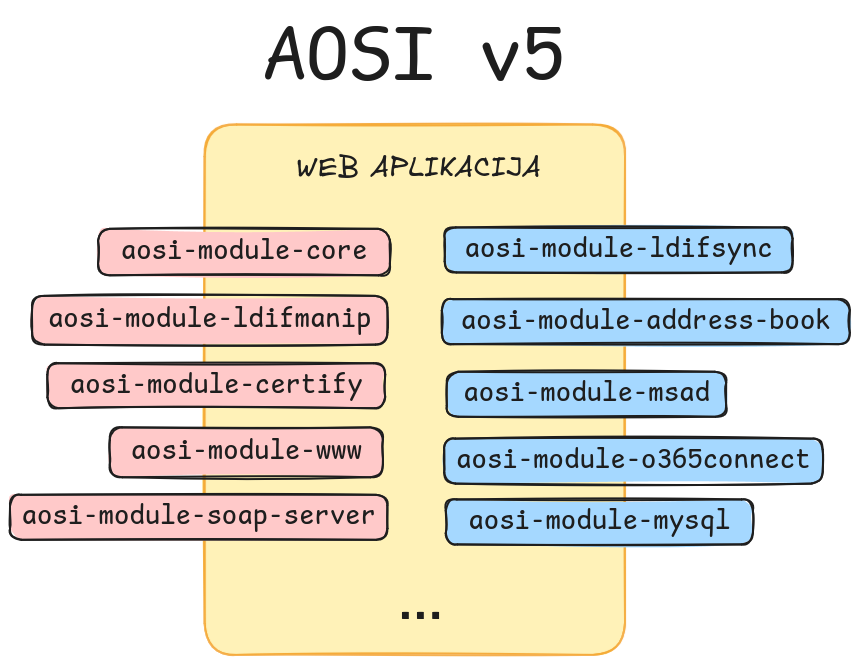 AOSI v5
WEB APLIKACIJA
aosi-module-core
aosi-module-ldifmanip
aosi-module-certify
aosi-module-www
aosi-module-soap-server
aosi-module-ldifsync
aosi-module-address-book
aosi-module-msad
aosi-module-o365connect
aosi-module-mysql
...